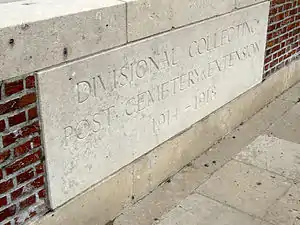 DIVISIONAL COLLECTING
POST CEMETERY & EXTENSION
1914 - 1918